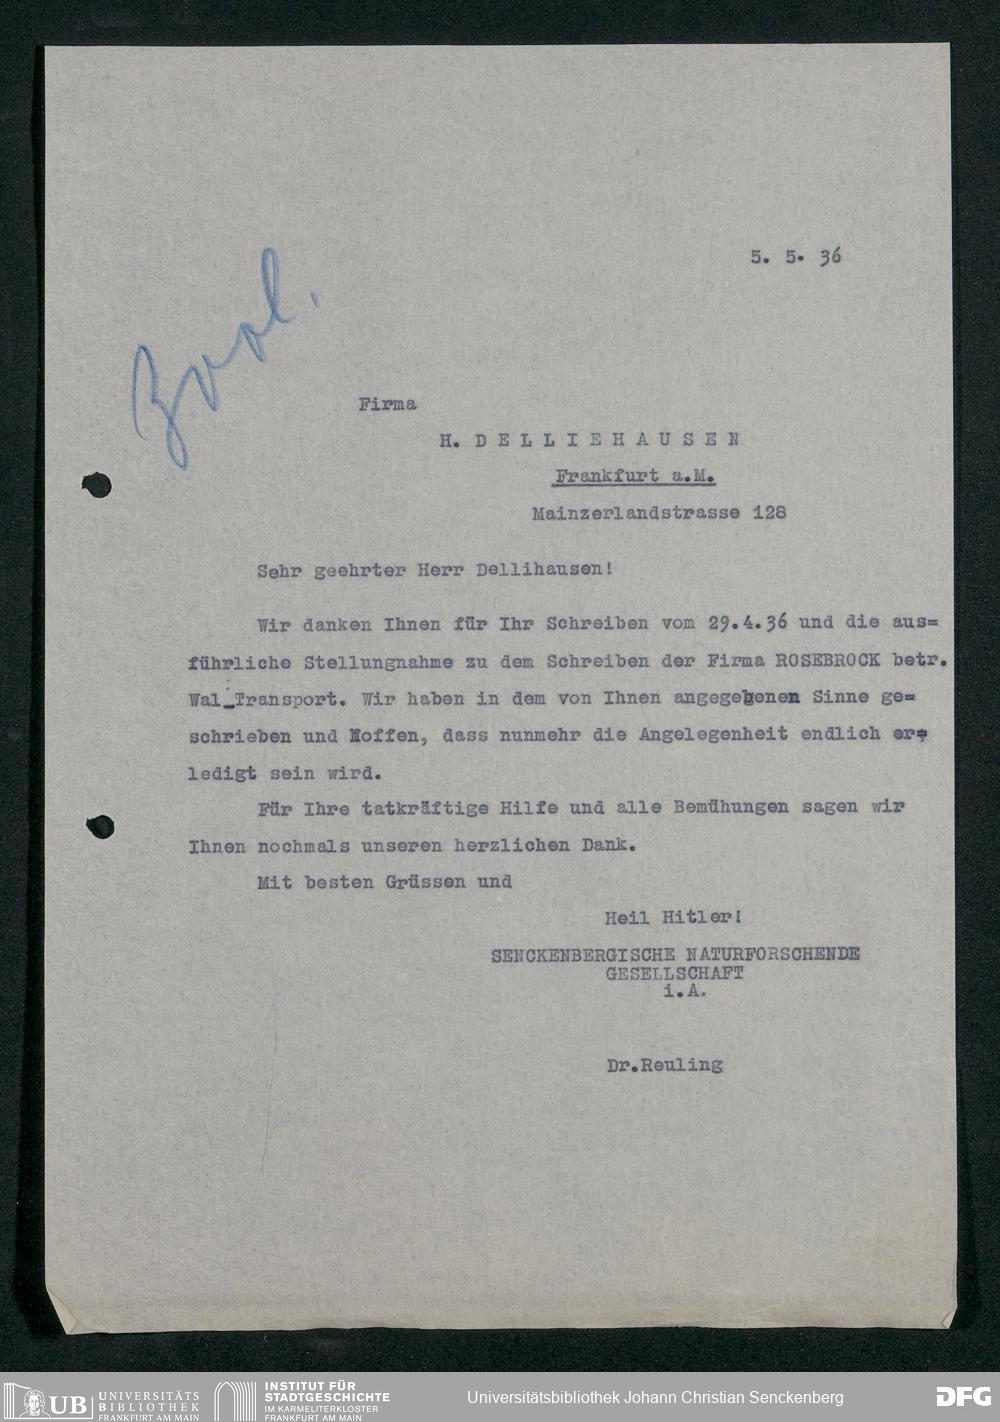 5. 5. 36
Zool.
Firma
H. DELLIEHAUSEN
Frankfurt a.M.
Mainzerlandstrasse 128
Sehr geehrter Herr Dellihausen!
Wir danken Ihnen für Ihr Schreiben vom 29.4.36 und die aus=
führliche Stellungnahme zu dem Schreiben der Firma ROSEBROCK betr.
Wal_Transport. Wir haben in dem von Ihnen angegebenen Sinne ge=
schrieben und Hoffen, dass nunmehr die Angelegenheit endlich er=
ledigt sein wird.
Für Ihre tatkräftige Hilfe und alle Bemühungen sagen wir
Ihnen nochmals unseren herzlichen Dank.
Mit besten Grüssen und
Heil Hitler!
SENCKENBERGISCHE NATURFORSCHENDE
GESELLSCHAFT
i.A.
Dr.Reuling
UB UNIVERSITÄTS
BIBLIOTHEK
FRANKFURT AM MAIN
INSTITUT FÜR
STADTGESCHICHTE
IM KARMELITERKLOSTER
FRANKFURT AM MAIN
Universitätsbibliothek Johann Christian Senckenberg
DFG